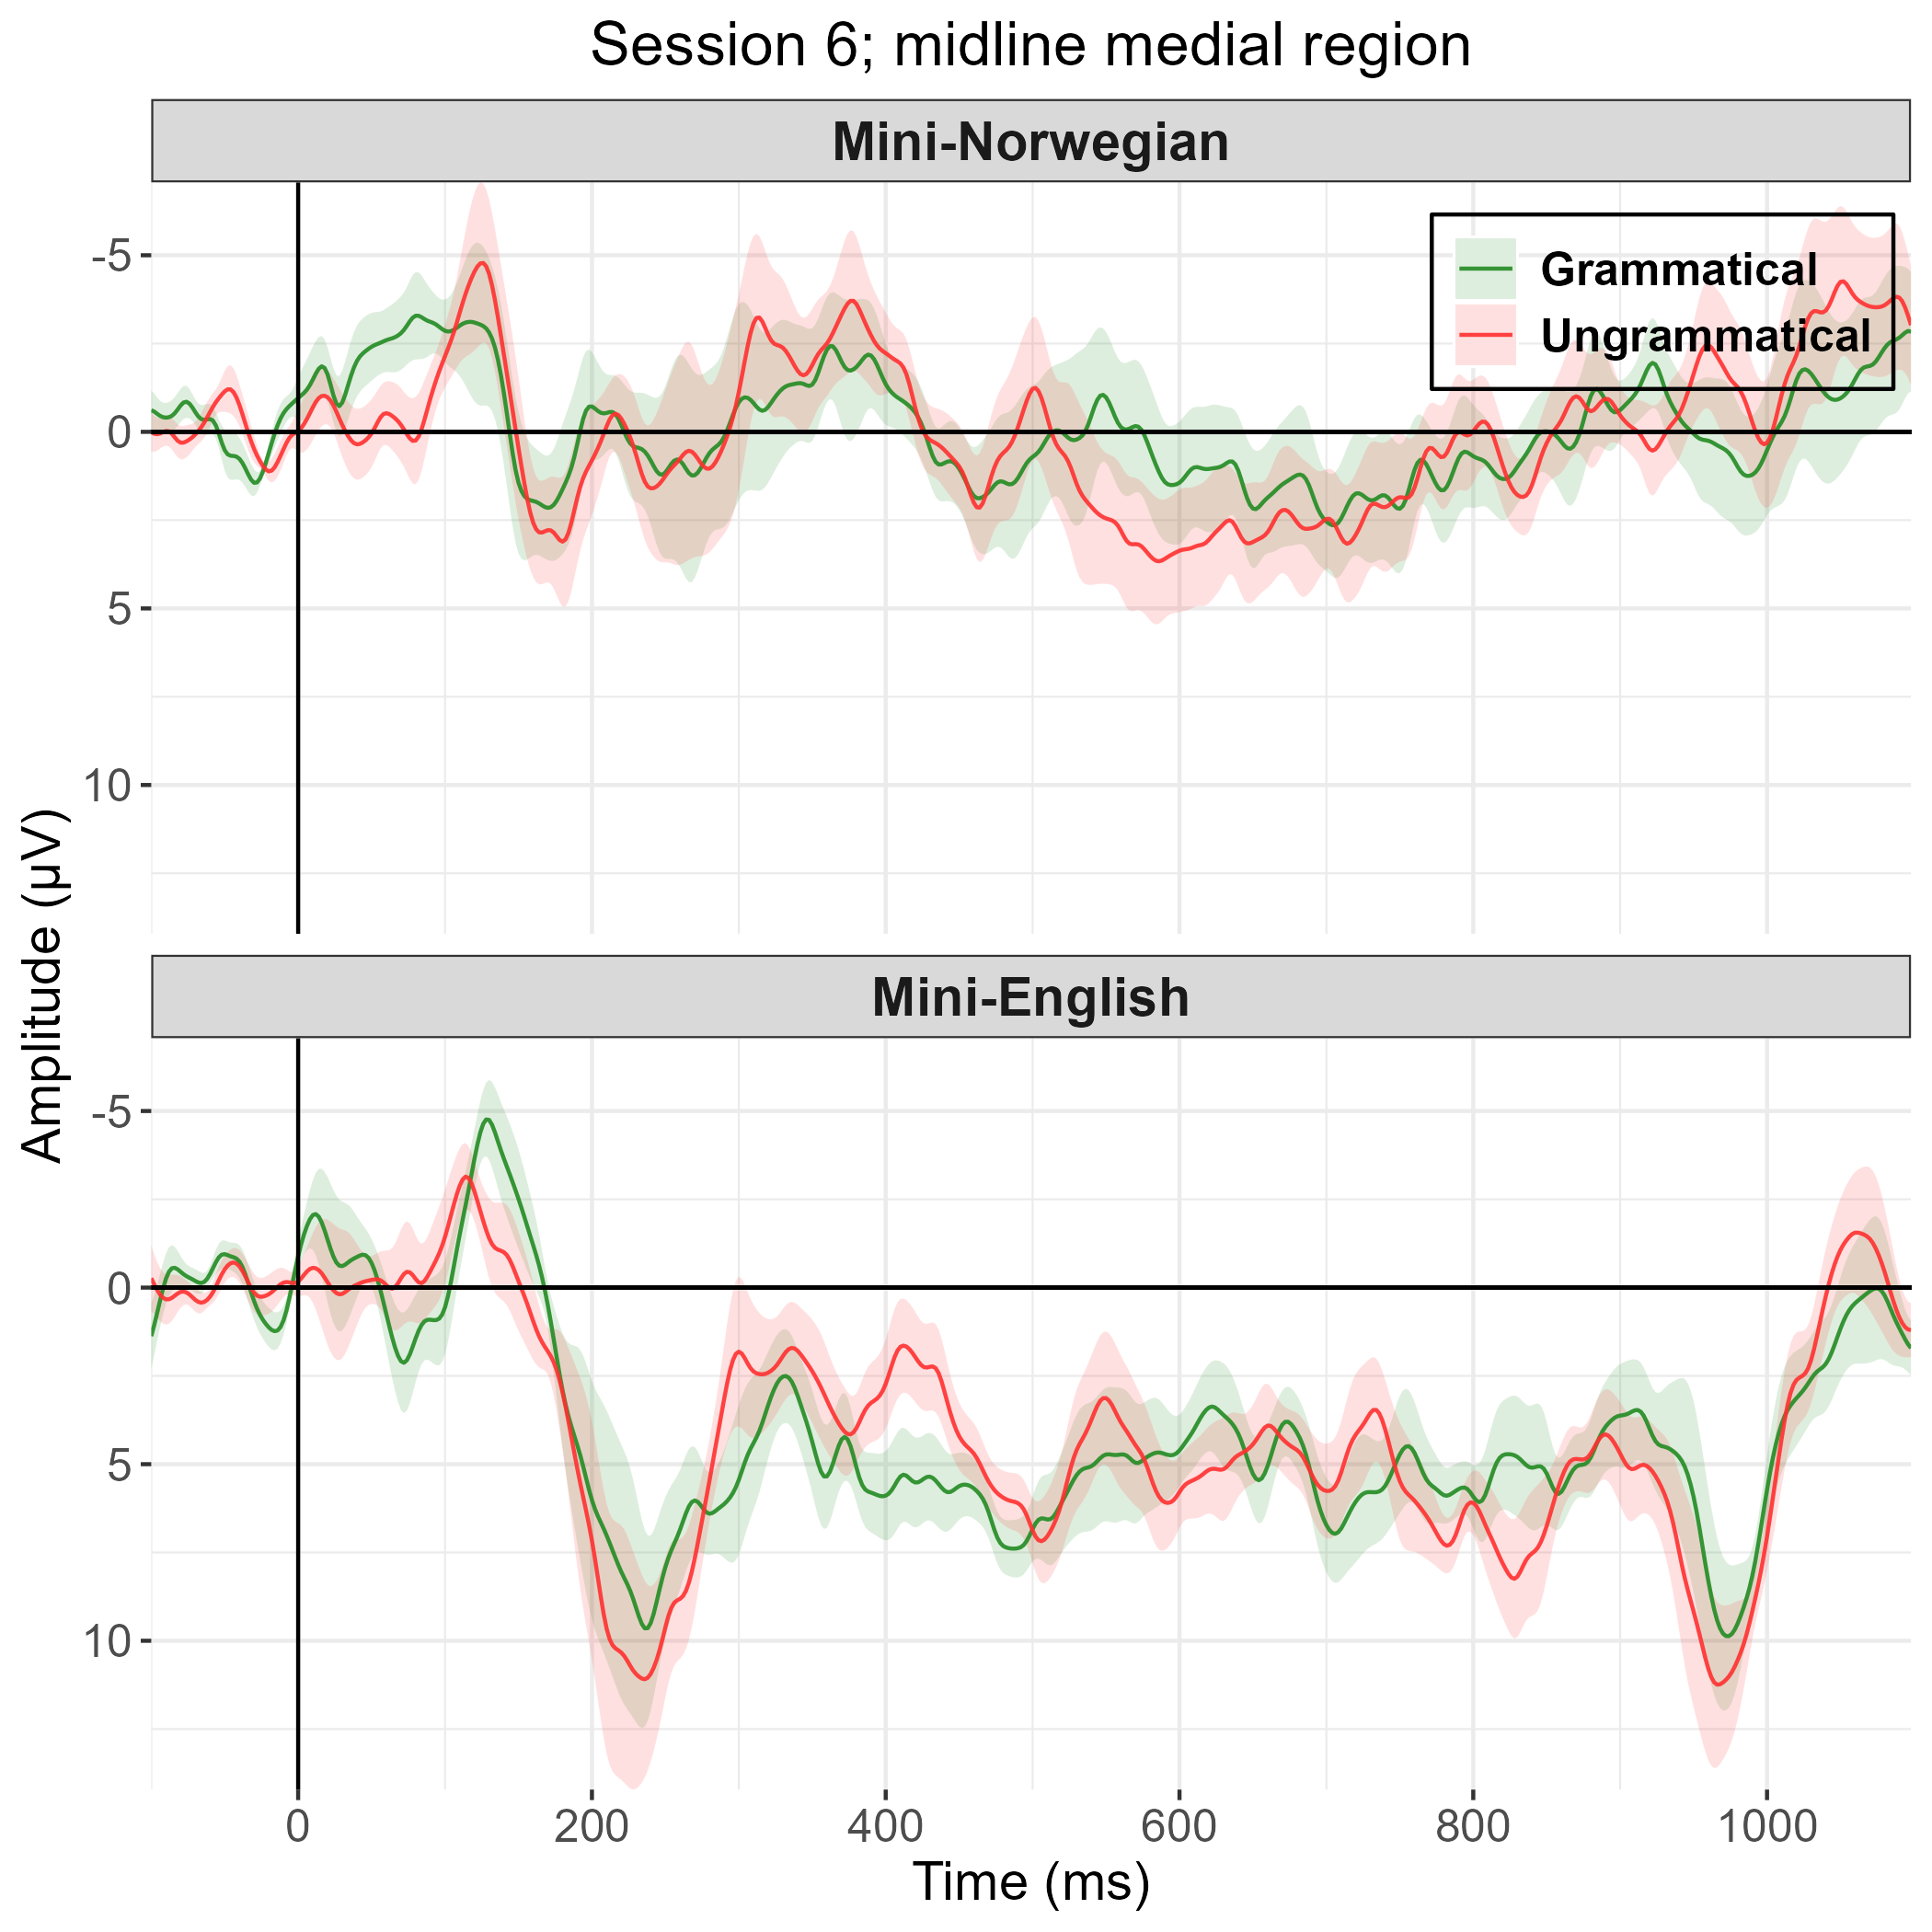 Session 6; midline medial region
Mini-Norwegian
Grammatical
Ungrammatical
-5
0
5
10
Amplitude (µV)
Mini-English
-5
0
5
10
0 200 400 600 800 1000
Time (ms)